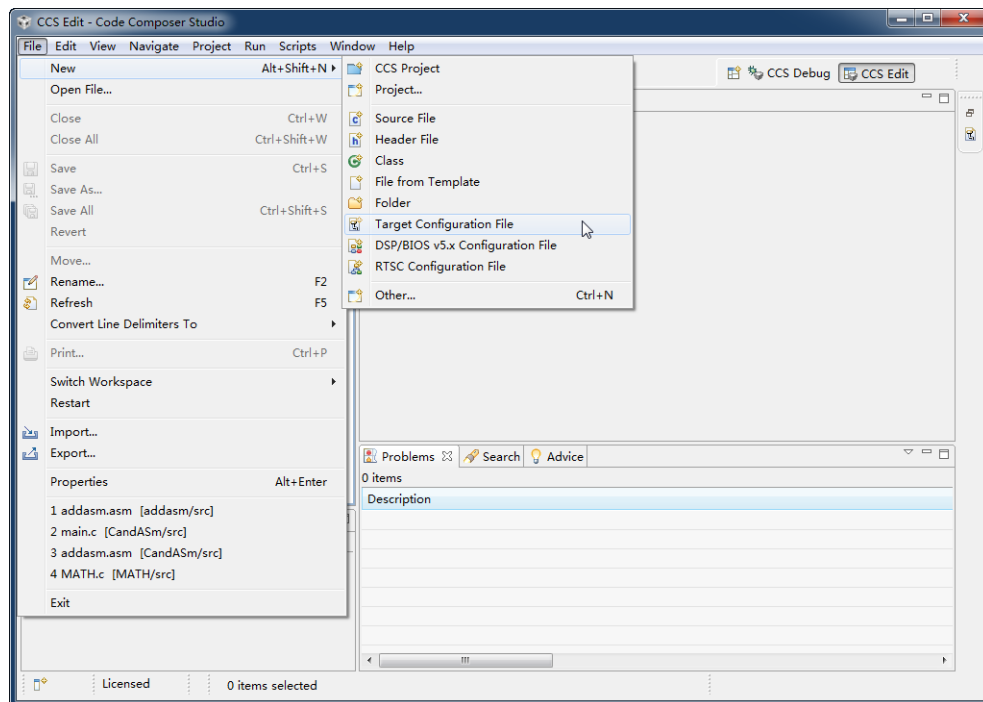 CCS Edit - Code Composer Studio
File Edit View Navigate Project Run Scripts Window Help
New Alt+Shift+N
Open File...
Close Ctrl+W
Close All Ctrl+Shift+W
Save Ctrl+S
Save As...
Save All Ctrl+Shift+S
Revert
Move...
Rename... F2
Refresh F5
Convert Line Delimiters To
Print... Ctrl+P
Switch Workspace
Restart
Import...
Export...
Properties Alt+Enter
1 addasm.asm [addasm/src]
2 main.c [CandASm/src]
3 addasm.asm [CandASm/src]
4 MATH.c [MATH/src]
Exit
CCS Project
Project...
Source File
Header File
Class
File from Template
Folder
Target Configuration File
DSP/BIOS v5.x Configuration File
RTSC Configuration File
Other... Ctrl+N
CCS Debug CCS Edit
Problems Search Advice
0 items
Description
Licensed 0 items selected